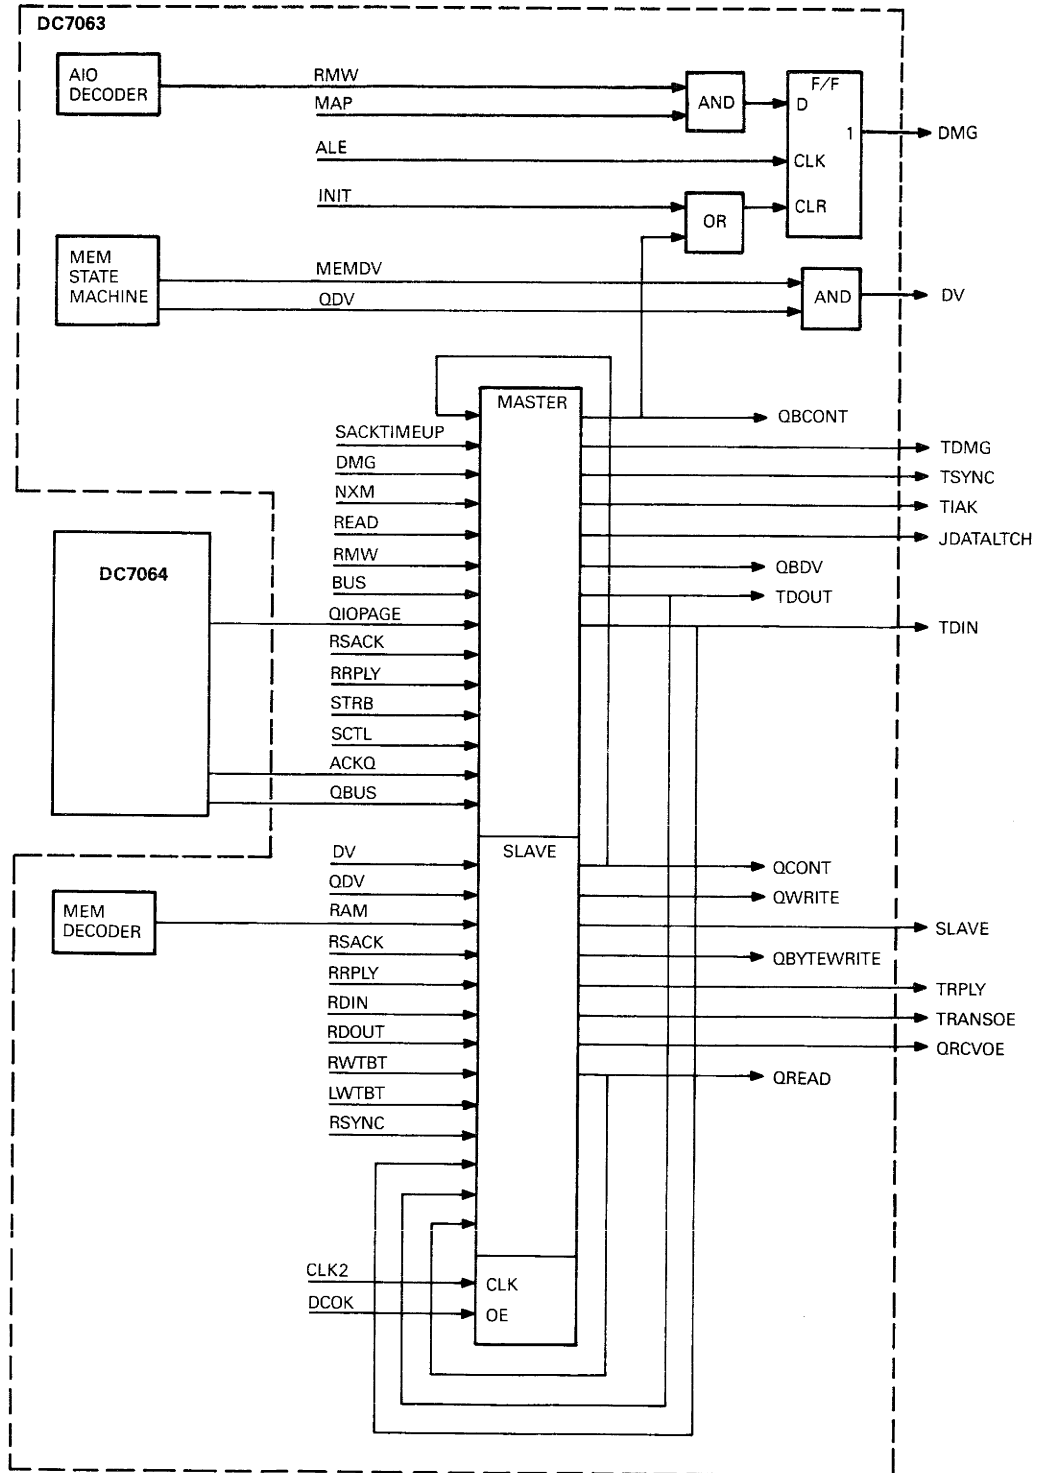 DC7063
AIO
DECODER
RMW
MAP
ALE
INIT
AND
OR
F/F
D
1
CLK
CLR
DMG
MEM
STATE
MACHINE
MEMDV
QDV
AND
DV
MASTER
SACKTIMEUP
DMG
NXM
READ
RMW
BUS
QIOPAGE
RSACK
RRPLY
STRB
SCTL
ACKQ
QBUS
DC7064
QBCONT
TDMG
TSYNC
TIAK
JDATALTCH
QBDV
TDOUT
TDIN
SLAVE
DV
QDV
RAM
RSACK
RRPLY
RDIN
RDOUT
RWTBT
LWTBT
RSYNC
MEM
DECODER
QCONT
QWRITE
SLAVE
QBYTEWRITE
TRPLY
TRANSOE
QRCVOE
QREAD
CLK2
DCOK
CLK
OE